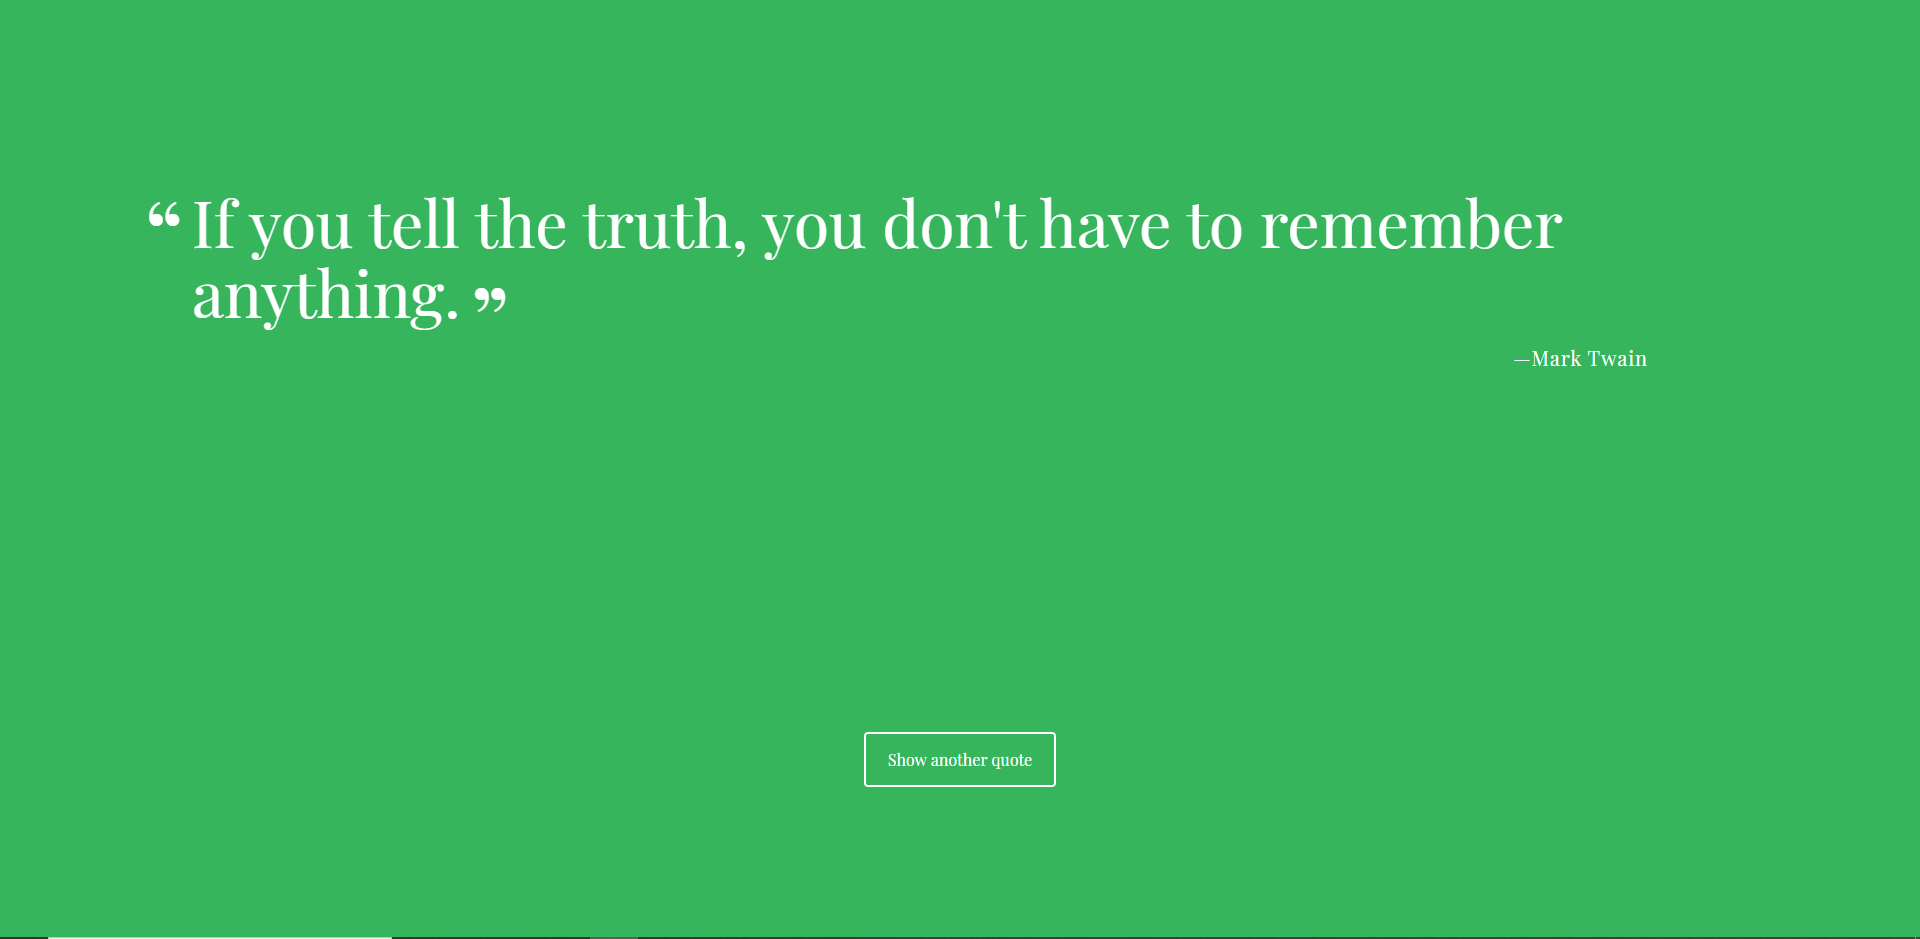 “ If you tell the truth, you don't have to remember
anything. ”
—Mark Twain
Show another quote